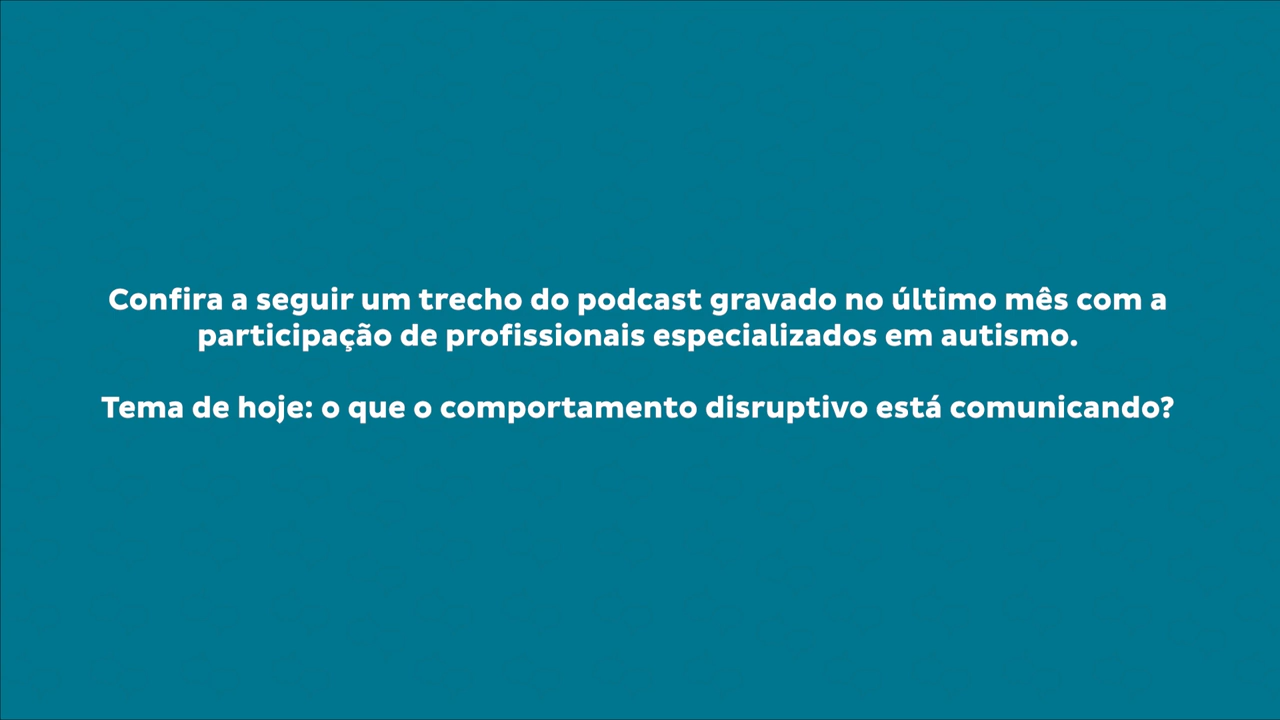 Confira a seguir um trecho do podcast gravado no último mês com a
participação de profissionais especializados em autismo.
Tema de hoje: o que o comportamento disruptivo está comunicando?